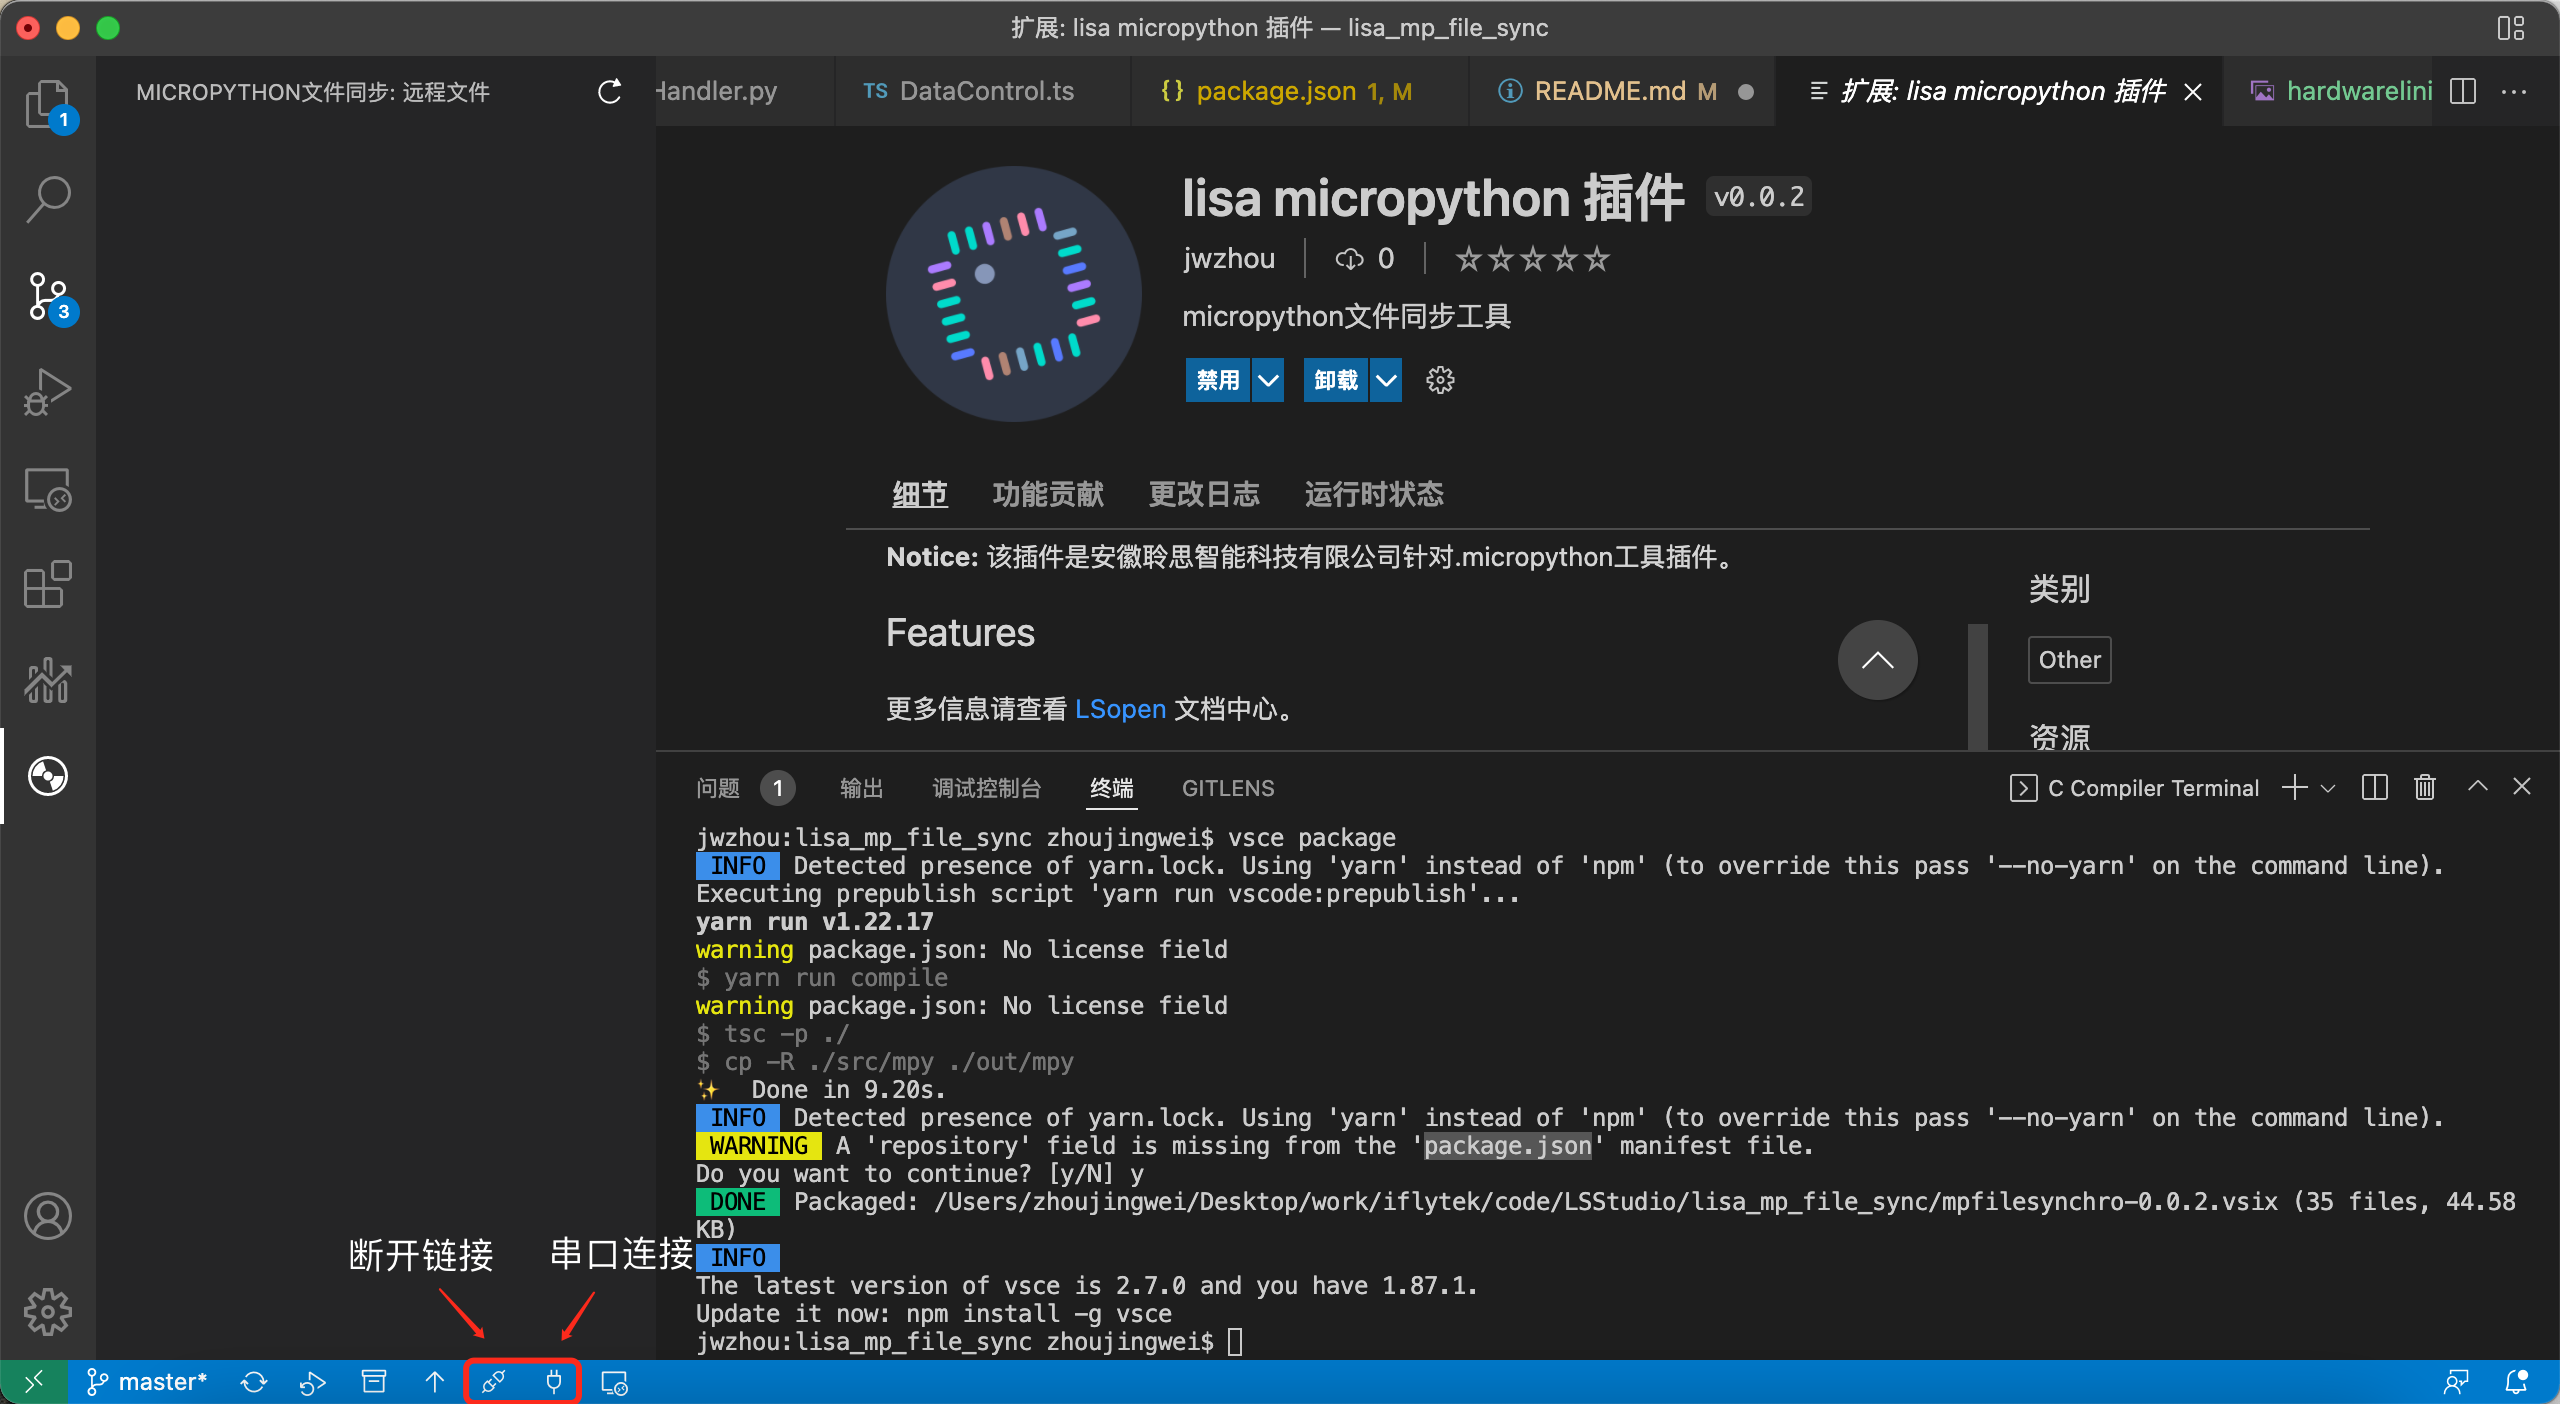 扩展: lisa micropython 插件 — lisa_mp_file_sync
MICROPYTHON文件同步: 远程文件
Handler.py
TS DataControl.ts
{} package.json 1, M
README.md M
扩展: lisa micropython 插件
hardwarelini
1
3
lisa micropython 插件 v0.0.2
jwzhou 0
micropython文件同步工具
禁用 卸载
细节 功能贡献 更改日志 运行时状态
Notice: 该插件是安徽聆思智能科技有限公司针对.micropython工具插件。
Features
更多信息请查看 LSopen 文档中心。
类别
Other
资源
问题 1 输出 调试控制台 终端 GITLENS
C Compiler Terminal
jwzhou:lisa_mp_file_sync zhoujingwei$ vsce package
INFO Detected presence of yarn.lock. Using 'yarn' instead of 'npm' (to override this pass '--no-yarn' on the command line).
Executing prepublish script 'yarn run vscode:prepublish'...
yarn run v1.22.17
warning package.json: No license field
$ yarn run compile
warning package.json: No license field
$ tsc -p ./
$ cp -R ./src/mpy ./out/mpy
✨ Done in 9.20s.
INFO Detected presence of yarn.lock. Using 'yarn' instead of 'npm' (to override this pass '--no-yarn' on the command line).
WARNING A 'repository' field is missing from the 'package.json' manifest file.
Do you want to continue? [y/N] y
DONE Packaged: /Users/zhoujingwei/Desktop/work/iflytek/code/LSStudio/lisa_mp_file_sync/mpfilesynchro-0.0.2.vsix (35 files, 44.58
KB)
INFO
The latest version of vsce is 2.7.0 and you have 1.87.1.
Update it now: npm install -g vsce
jwzhou:lisa_mp_file_sync zhoujingwei$
断开链接 串口连接
master*